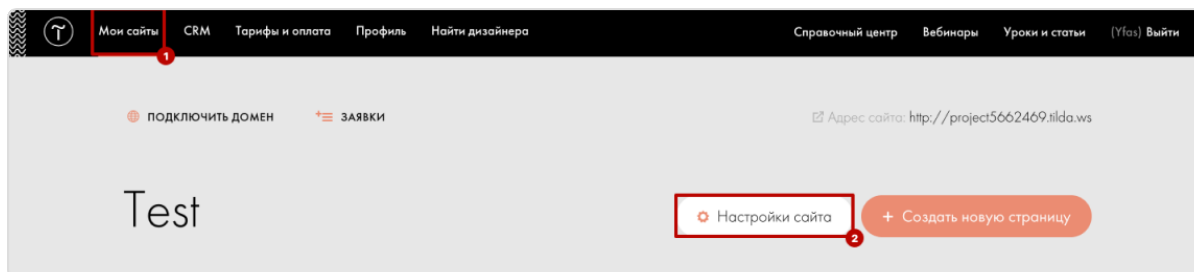 Мои сайты CRM Тарифы и оплата Профиль Найти дизайнера Справочный центр Вебинары Уроки и статьи (Yfas) Выйти
1
ПОДКЛЮЧИТЬ ДОМЕН ЗАЯВКИ Адрес сайта: http://project5662469.tilda.ws
Test Настройки сайта + Создать новую страницу
2